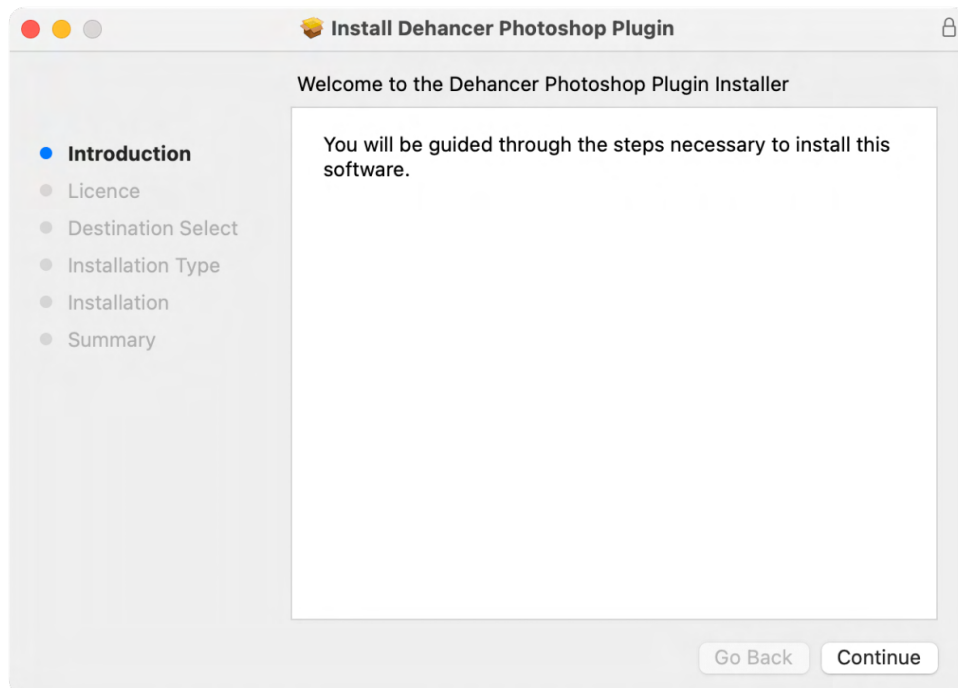 Install Dehancer Photoshop Plugin
Welcome to the Dehancer Photoshop Plugin Installer
Introduction
Licence
Destination Select
Installation Type
Installation
Summary
You will be guided through the steps necessary to install this
software.
Go Back
Continue